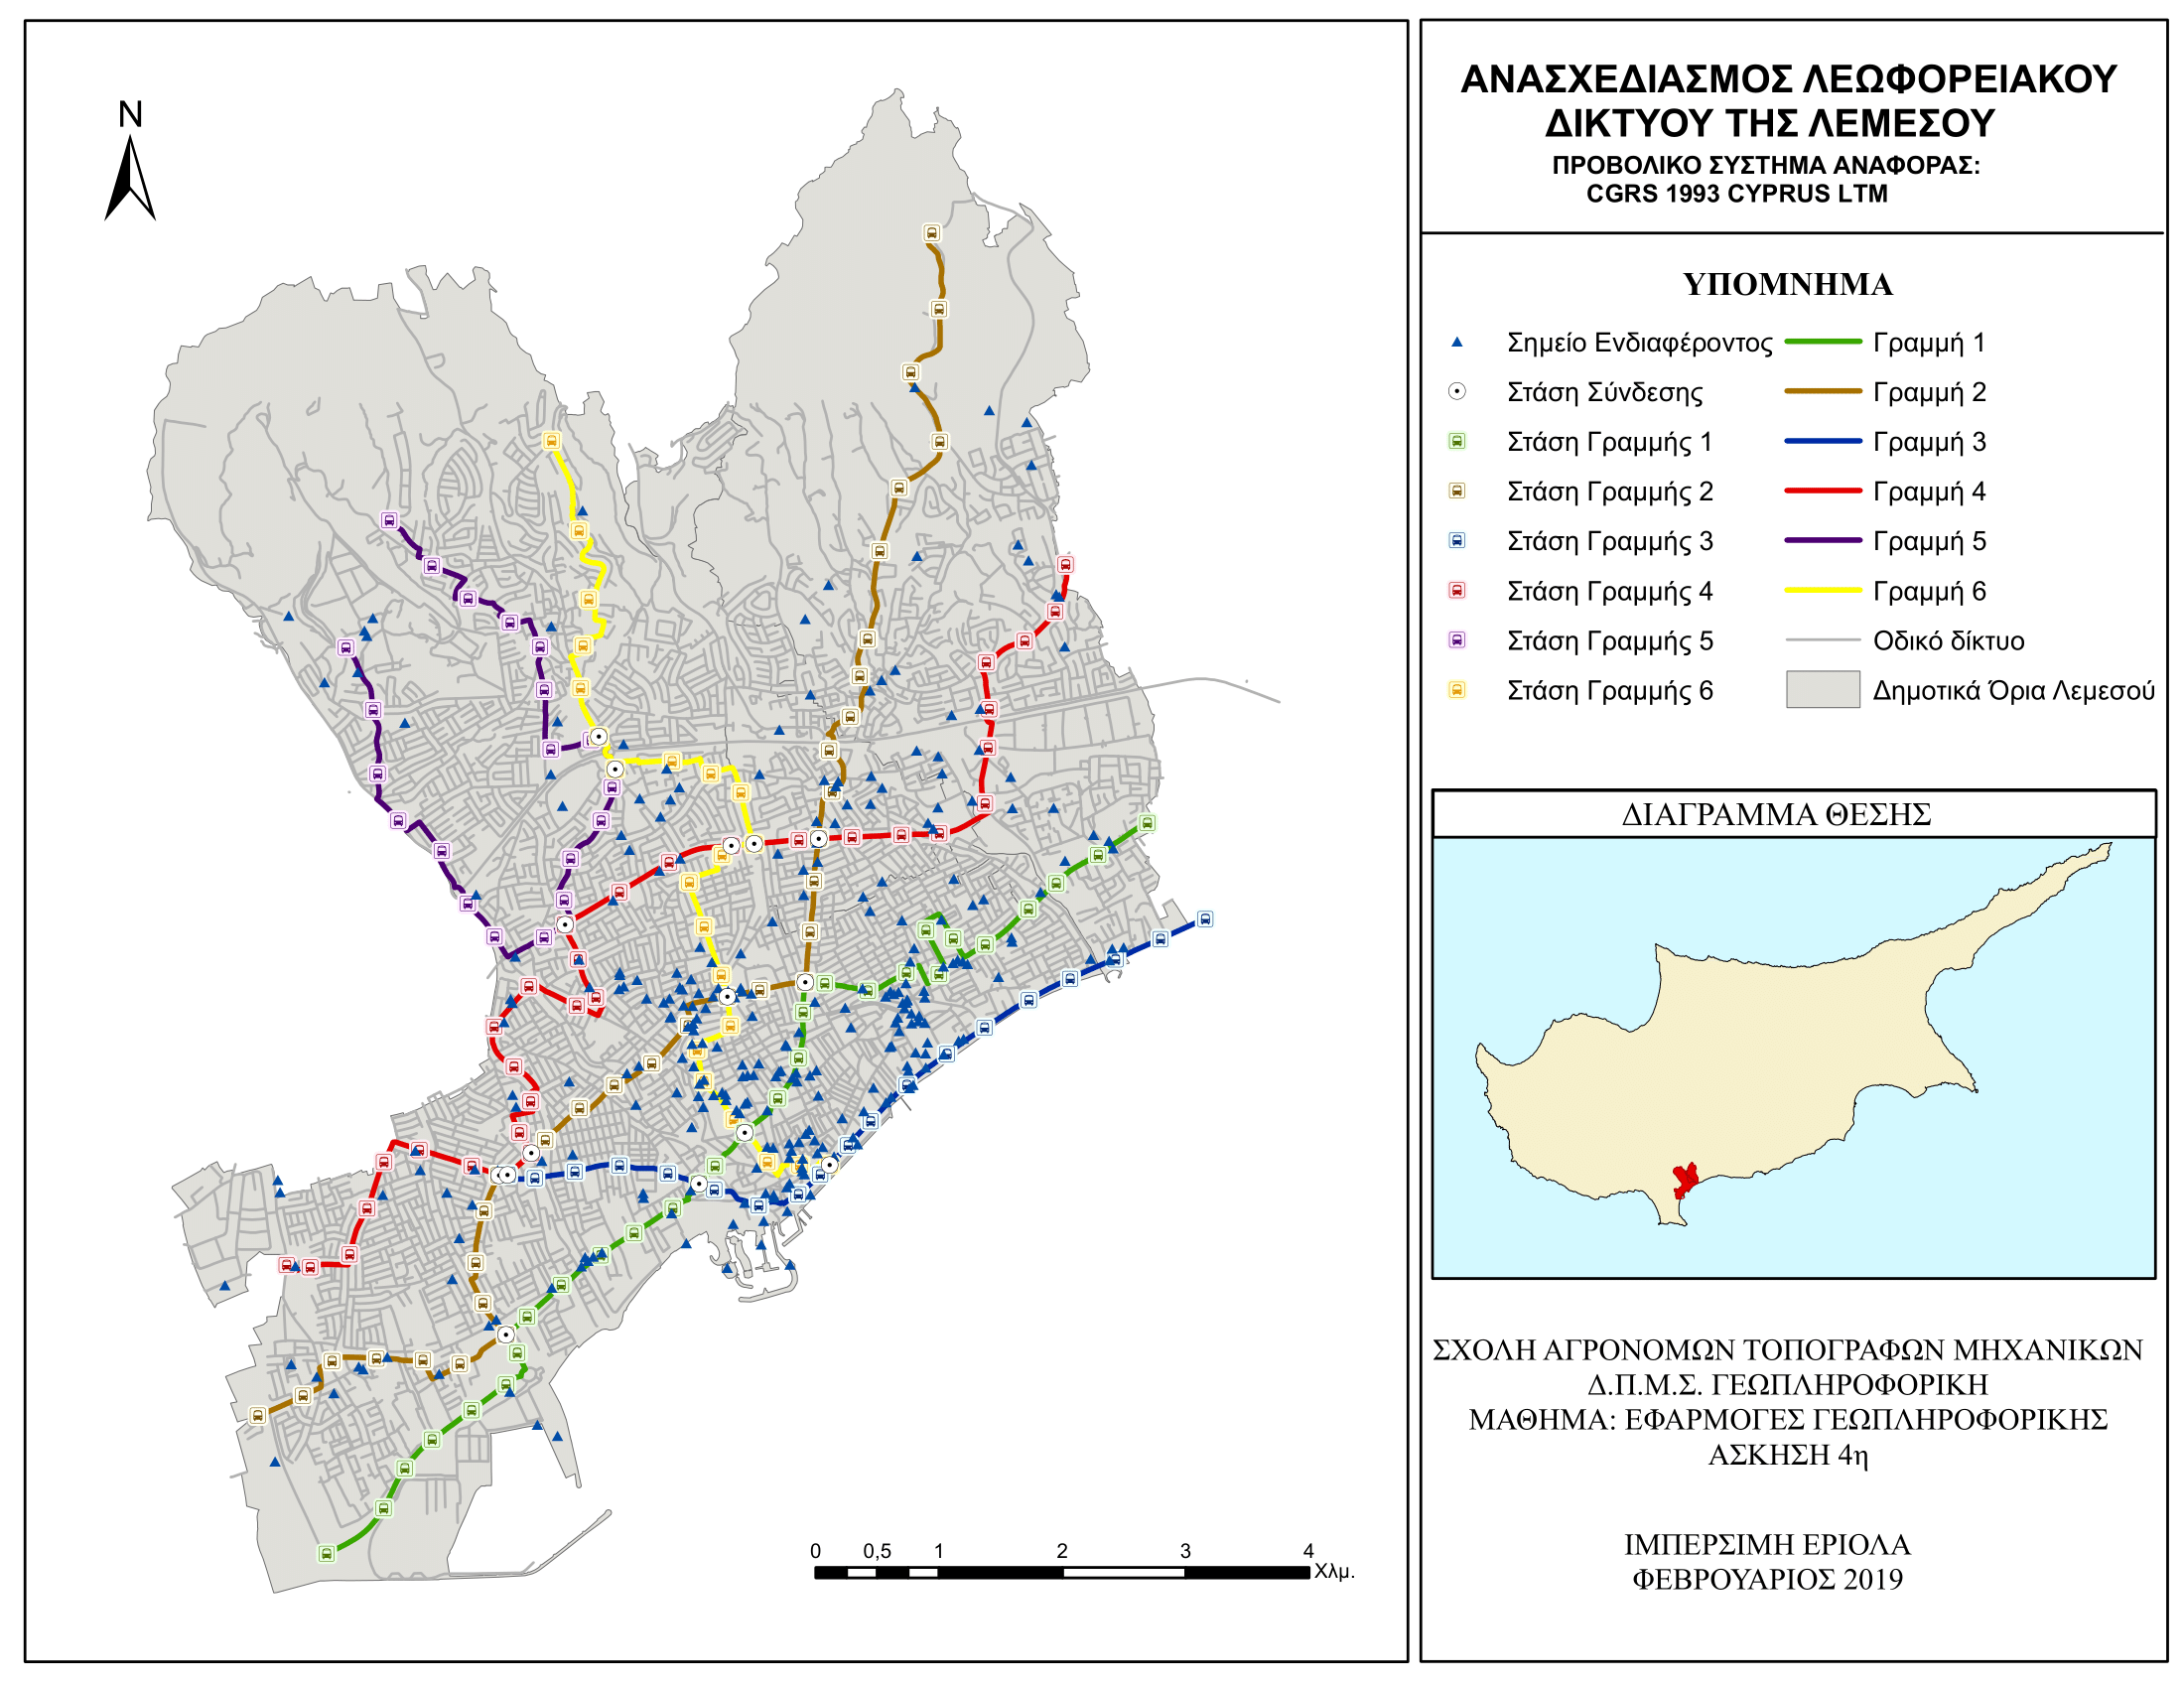 N
0 0,5 1 2 3 4
Χλμ.
ΑΝΑΣΧΕΔΙΑΣΜΟΣ ΛΕΩΦΟΡΕΙΑΚΟΥ
ΔΙΚΤΥΟΥ ΤΗΣ ΛΕΜΕΣΟΥ
ΠΡΟΒΟΛΙΚΟ ΣΥΣΤΗΜΑ ΑΝΑΦΟΡΑΣ:
CGRS 1993 CYPRUS LTM
ΥΠΟΜΝΗΜΑ
Σημείο Ενδιαφέροντος
Στάση Σύνδεσης
Στάση Γραμμής 1
Στάση Γραμμής 2
Στάση Γραμμής 3
Στάση Γραμμής 4
Στάση Γραμμής 5
Στάση Γραμμής 6
Γραμμή 1
Γραμμή 2
Γραμμή 3
Γραμμή 4
Γραμμή 5
Γραμμή 6
Οδικό δίκτυο
Δημοτικά Όρια Λεμεσού
ΔΙΑΓΡΑΜΜΑ ΘΕΣΗΣ
ΣΧΟΛΗ ΑΓΡΟΝΟΜΩΝ ΤΟΠΟΓΡΑΦΩΝ ΜΗΧΑΝΙΚΩΝ
Δ.Π.Μ.Σ. ΓΕΩΠΛΗΡΟΦΟΡΙΚΗ
ΜΑΘΗΜΑ: ΕΦΑΡΜΟΓΕΣ ΓΕΩΠΛΗΡΟΦΟΡΙΚΗΣ
ΑΣΚΗΣΗ 4η
ΙΜΠΕΡΣΙΜΗ ΕΡΙΟΛΑ
ΦΕΒΡΟΥΑΡΙΟΣ 2019